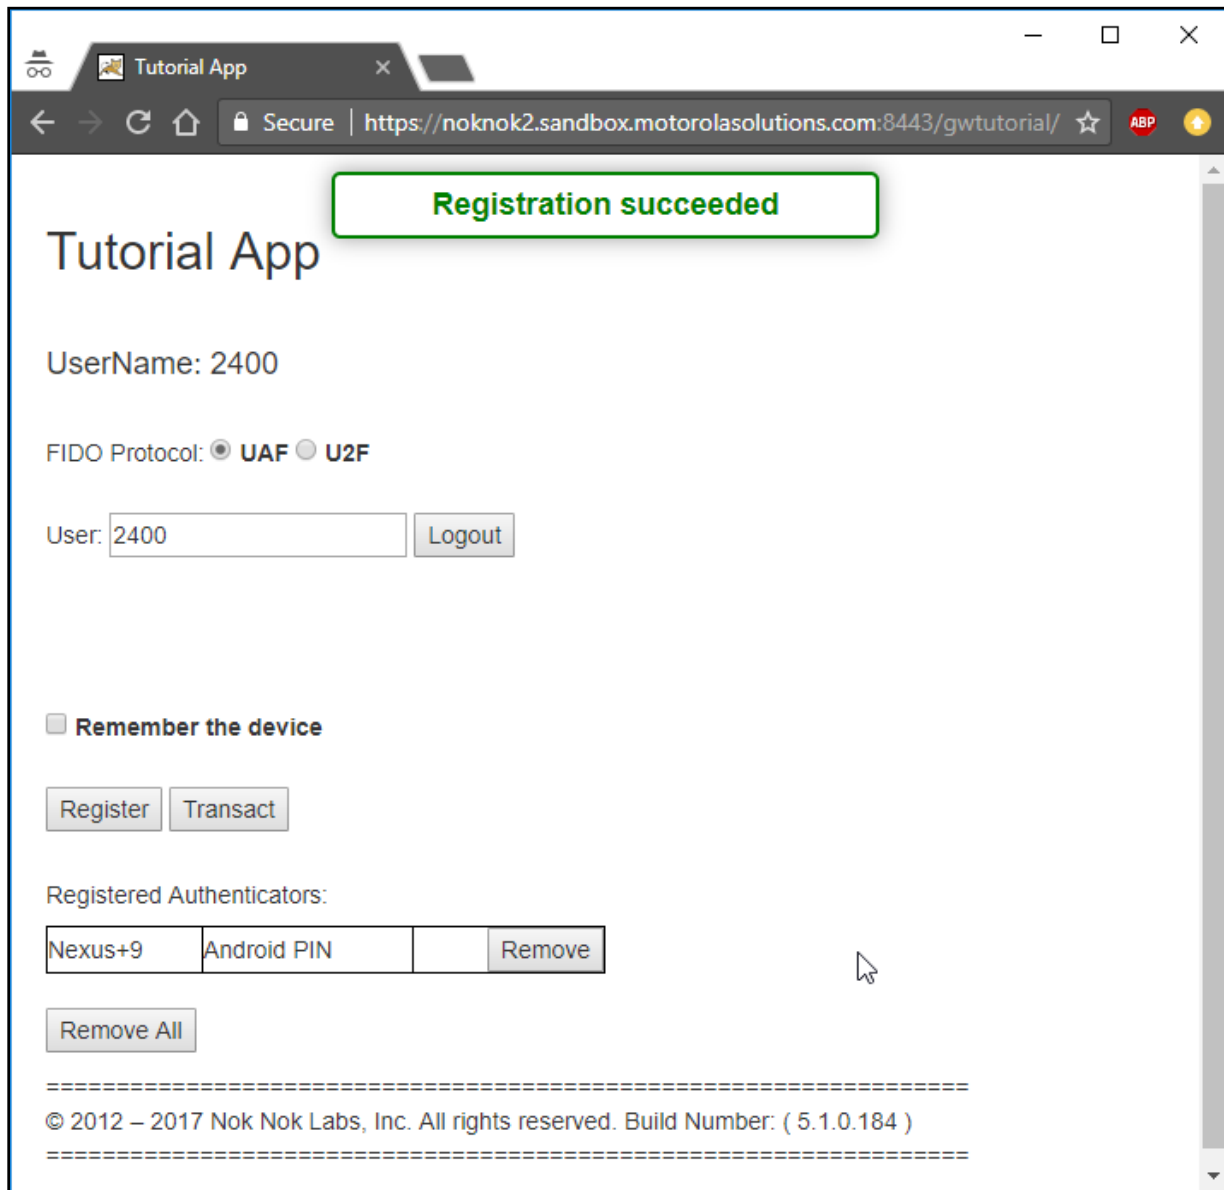 Tutorial App
Secure | https://noknok2.sandbox.motorolasolutions.com:8443/gwtutorial/
ABP
Registration succeeded
Tutorial App
UserName: 2400
FIDO Protocol: UAF U2F
User: 2400 Logout
Remember the device
Register Transact
Registered Authenticators:
Nexus+9 Android PIN Remove
Remove All
==================================================================
© 2012 – 2017 Nok Nok Labs, Inc. All rights reserved. Build Number: ( 5.1.0.184 )
==================================================================